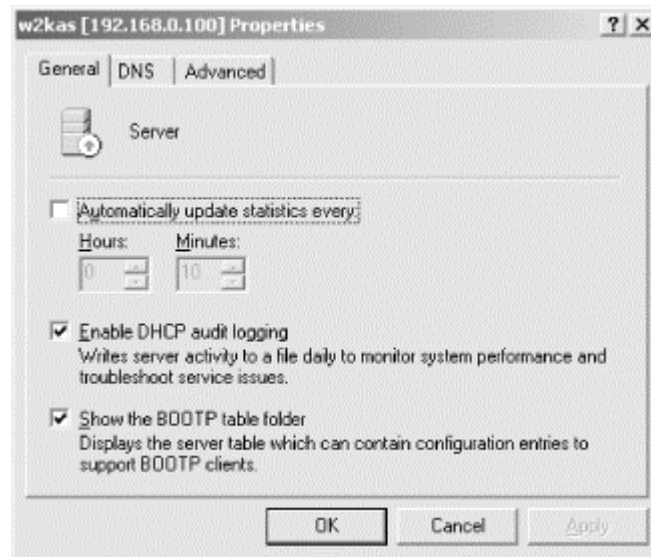 w2kas [192.168.0.100] Properties ? ×
General DNS Advanced
Server
Automatically update statistics every:
Hours: Minutes:
0 10
Enable DHCP audit logging
Writes server activity to a file daily to monitor system performance and
troubleshoot service issues.
Show the BOOTP table folder
Displays the server table which can contain configuration entries to
support BOOTP clients.
OK Cancel Apply